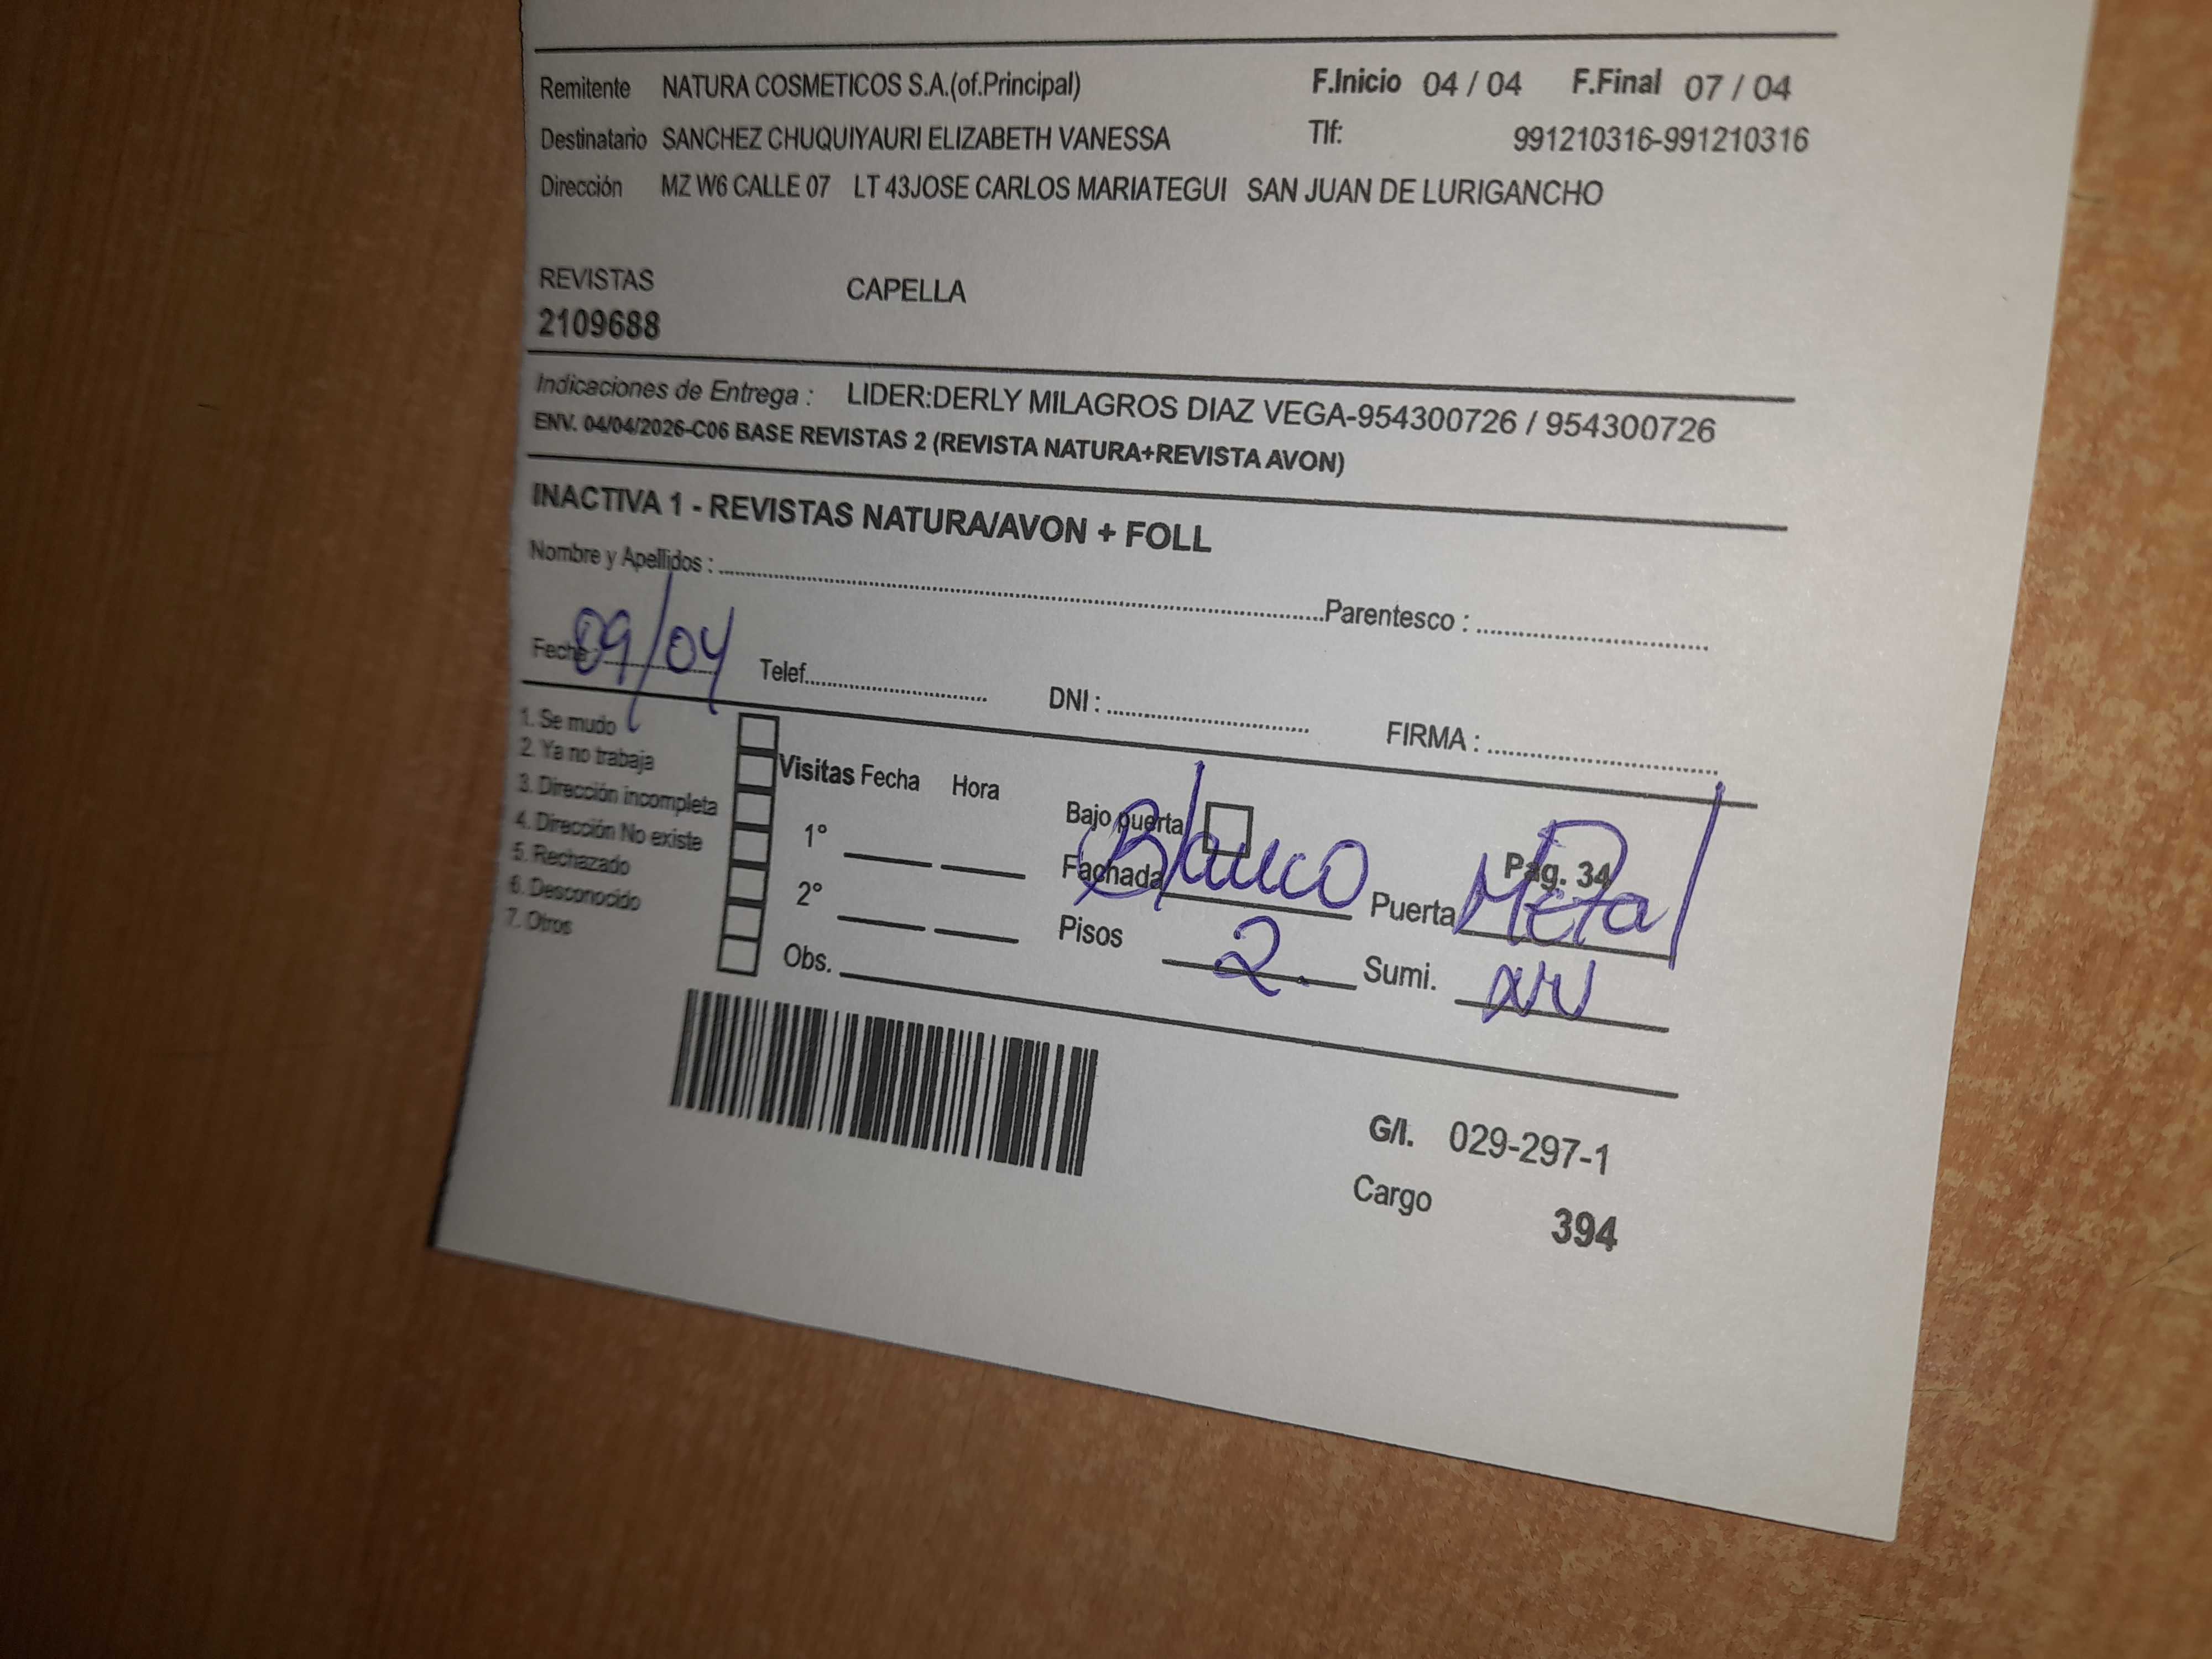 Remitente NATURA COSMETICOS S.A.(of.Principal) F.Inicio 04 / 04 F.Final 07 / 04
Destinatario SANCHEZ CHUQUIYAURI ELIZABETH VANESSA Tlf: 991210316-991210316
Dirección MZ W6 CALLE 07 LT 43JOSE CARLOS MARIATEGUI SAN JUAN DE LURIGANCHO
REVISTAS CAPELLA
2109688
Indicaciones de Entrega : LIDER:DERLY MILAGROS DIAZ VEGA-954300726 / 954300726
ENV. 04/04/2026-C06 BASE REVISTAS 2 (REVISTA NATURA+REVISTA AVON)
INACTIVA 1 - REVISTAS NATURA/AVON + FOLL
Nombre y Apellidos : Parentesco :
Fecha: 09/04 Telef. DNI : FIRMA :
1. Se mudo
2. Ya no trabaja
3. Dirección incompleta
4. Dirección No existe
5. Rechazado
6. Desconocido
7. Otros
Visitas Fecha Hora
1°
2°
Obs.
Bajo puerta Pag. 34
Fachada Blanco Puerta Metal
Pisos 2. Sumi.
G/I. 029-297-1
Cargo 394